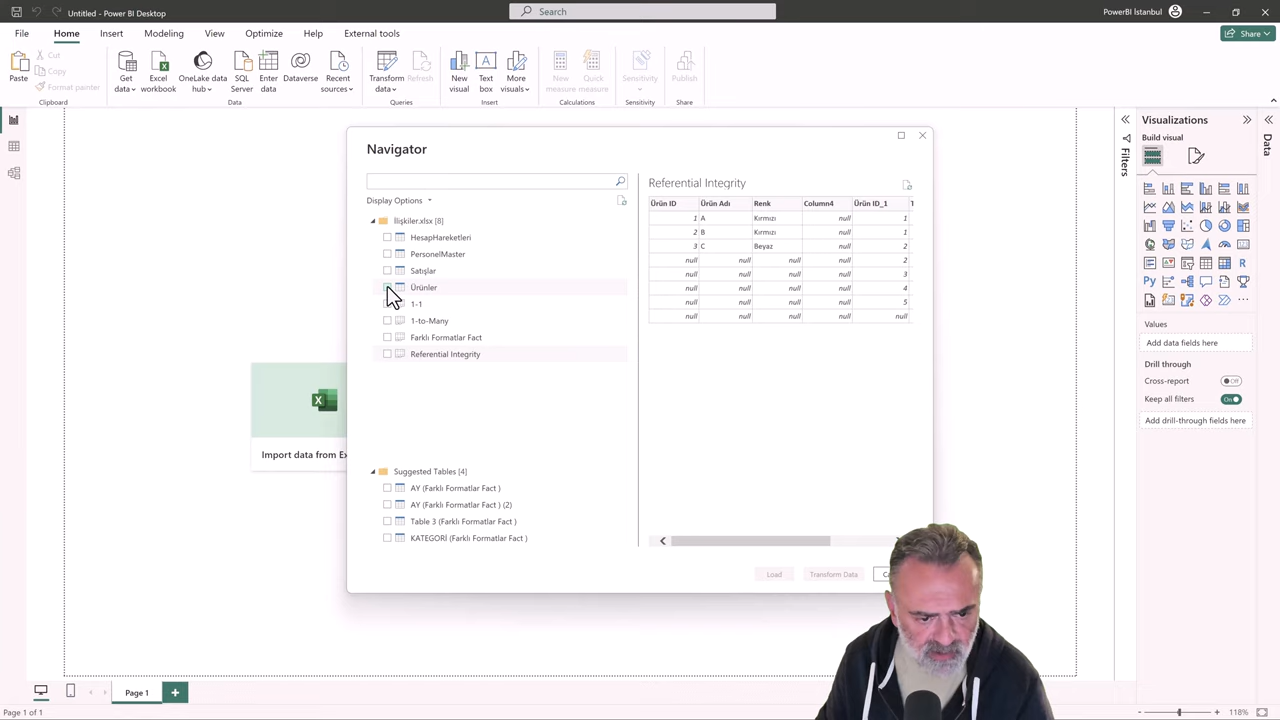 Untitled - Power BI Desktop
Search
PowerBI Istanbul
File
Home
Insert
Modeling
View
Optimize
Help
External tools
Share
Paste
Cut
Copy
Format painter
Get data
Excel workbook
OneLake data hub
SQL Server
Enter data
Dataverse
Recent sources
Transform data
Refresh
New visual
Text box
More visuals
New measure
Quick measure
Sensitivity
Publish
Clipboard
Data
Queries
Insert
Calculations
Sensitivity
Share
Navigator
Display Options
İlişkiler.xlsx [8]
HesapHareketleri
PersonelMaster
Satışlar
Ürünler
1-1
1-to-Many
Farklı Formatlar Fact
Referential Integrity
Suggested Tables [4]
AY (Farklı Formatlar Fact )
AY (Farklı Formatlar Fact ) (2)
Table 3 (Farklı Formatlar Fact )
KATEGORİ (Farklı Formatlar Fact )
Referential Integrity
Ürün ID Ürün Adı Renk Column4 Ürün ID_1 T
1 A Kırmızı null 1
2 B Kırmızı null 1
3 C Beyaz null 2
null null null null 2
null null null null 3
null null null null 4
null null null null 5
null null null null null
Load
Transform Data
Import data from Ex
Filters
Visualizations
Build visual
Data
Values
Add data fields here
Drill through
Cross-report
Off
Keep all filters
On
Add drill-through fields here
Page 1
Page 1 of 1
118%